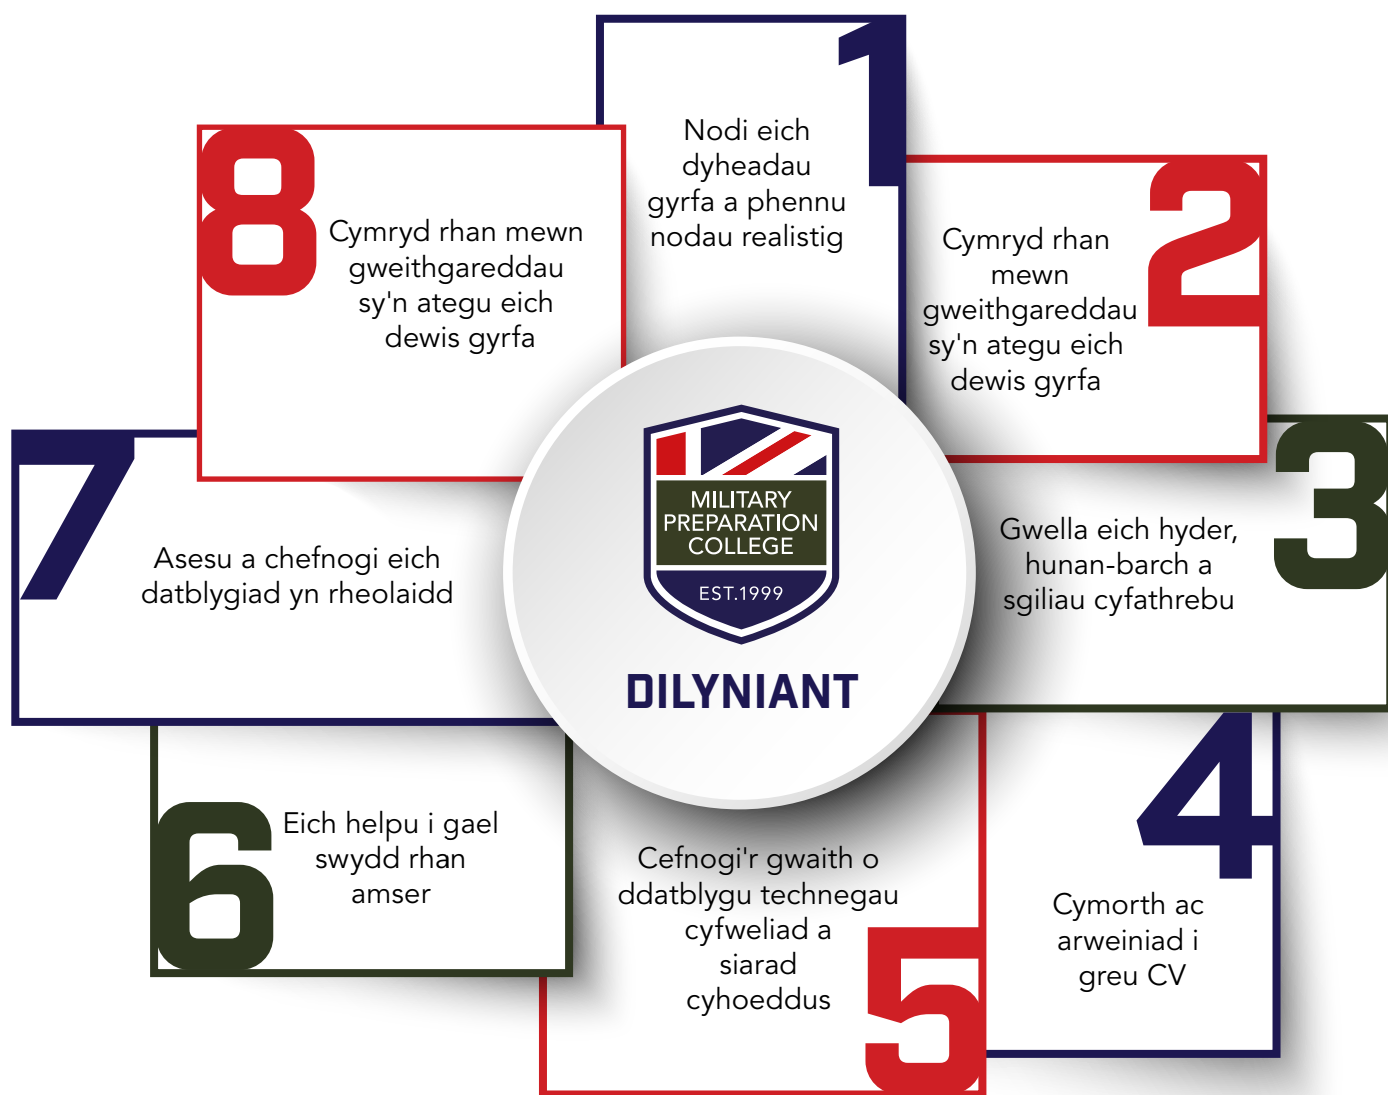 1
Nodi eich
dyheadau
gyrfa a phennu
nodau realistig
2
Cymryd rhan
mewn
gweithgareddau
sy'n ategu eich
dewis gyrfa
3
Gwella eich hyder,
hunan-barch a
sgiliau cyfathrebu
4
Cymorth ac
arweiniad i
greu CV
5
Cefnogi'r gwaith o
ddatblygu technegau
cyfweliad a
siarad
cyhoeddus
6
Eich helpu i gael
swydd rhan
amser
7
Asesu a chefnogi eich
datblygiad yn rheolaidd
8
Cymryd rhan mewn
gweithgareddau
sy'n ategu eich
dewis gyrfa
MILITARY
PREPARATION
COLLEGE
EST.1999
DILYNIANT